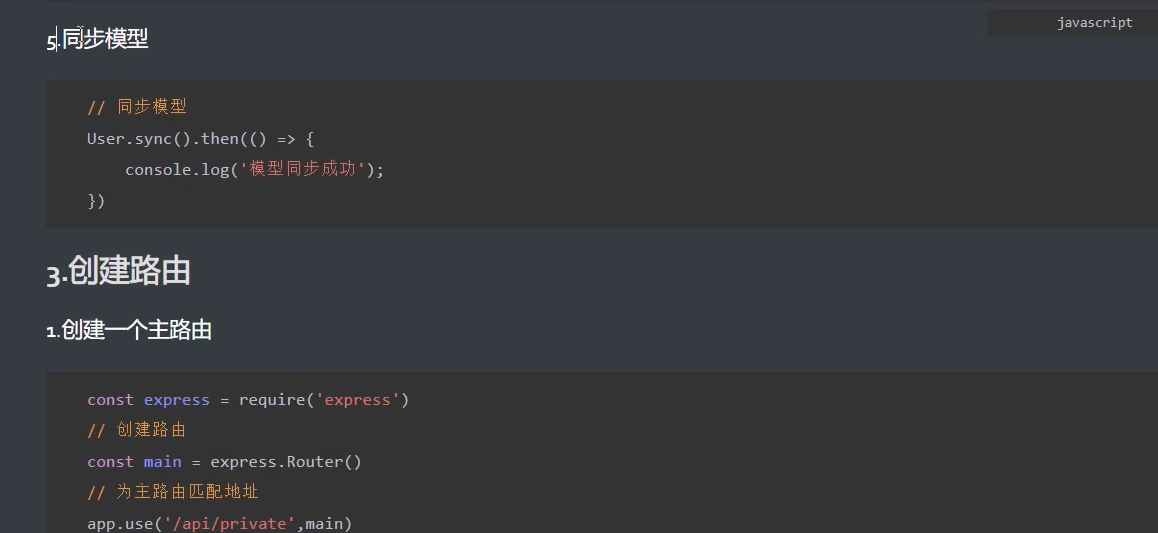 javascript
5.同步模型
// 同步模型
User.sync().then(() => {
    console.log('模型同步成功');
})
3.创建路由
1.创建一个主路由
const express = require('express')
// 创建路由
const main = express.Router()
// 为主路由匹配地址
app.use('/api/private',main)